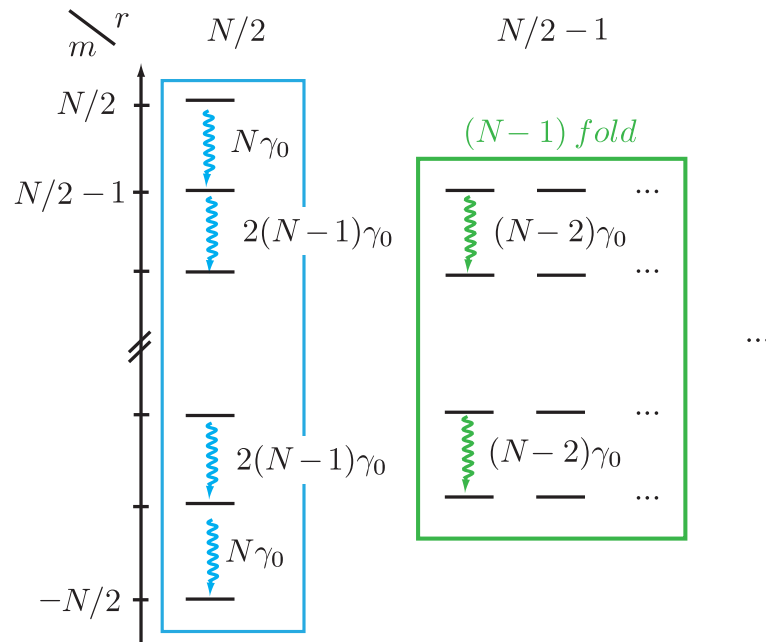 r N/2 N/2 − 1
m
N/2
Nγ₀ (N − 1) fold
N/2 − 1 ...
2(N − 1)γ₀ (N − 2)γ₀
...
...
...
2(N − 1)γ₀ (N − 2)γ₀
...
Nγ₀
−N/2